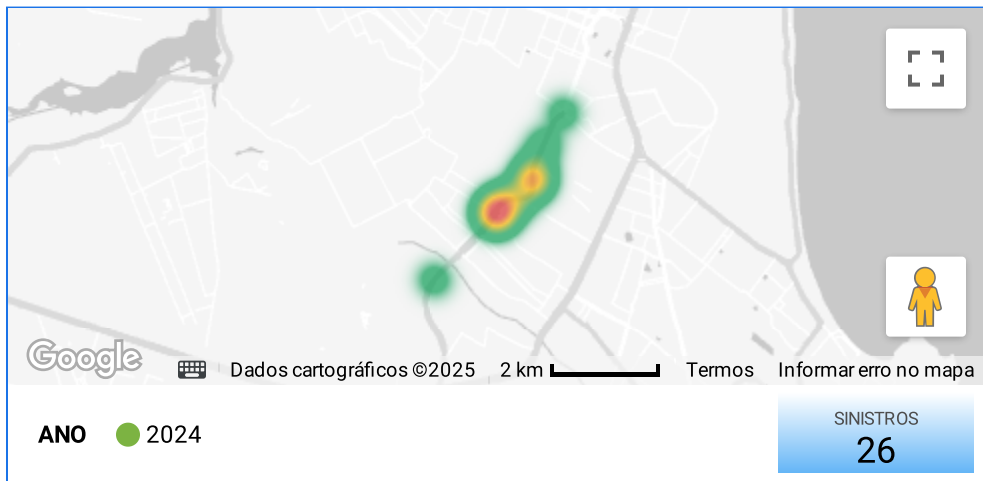 Google
Dados cartográficos ©2025
2 km
Termos
Informar erro no mapa
ANO
2024
SINISTROS
26